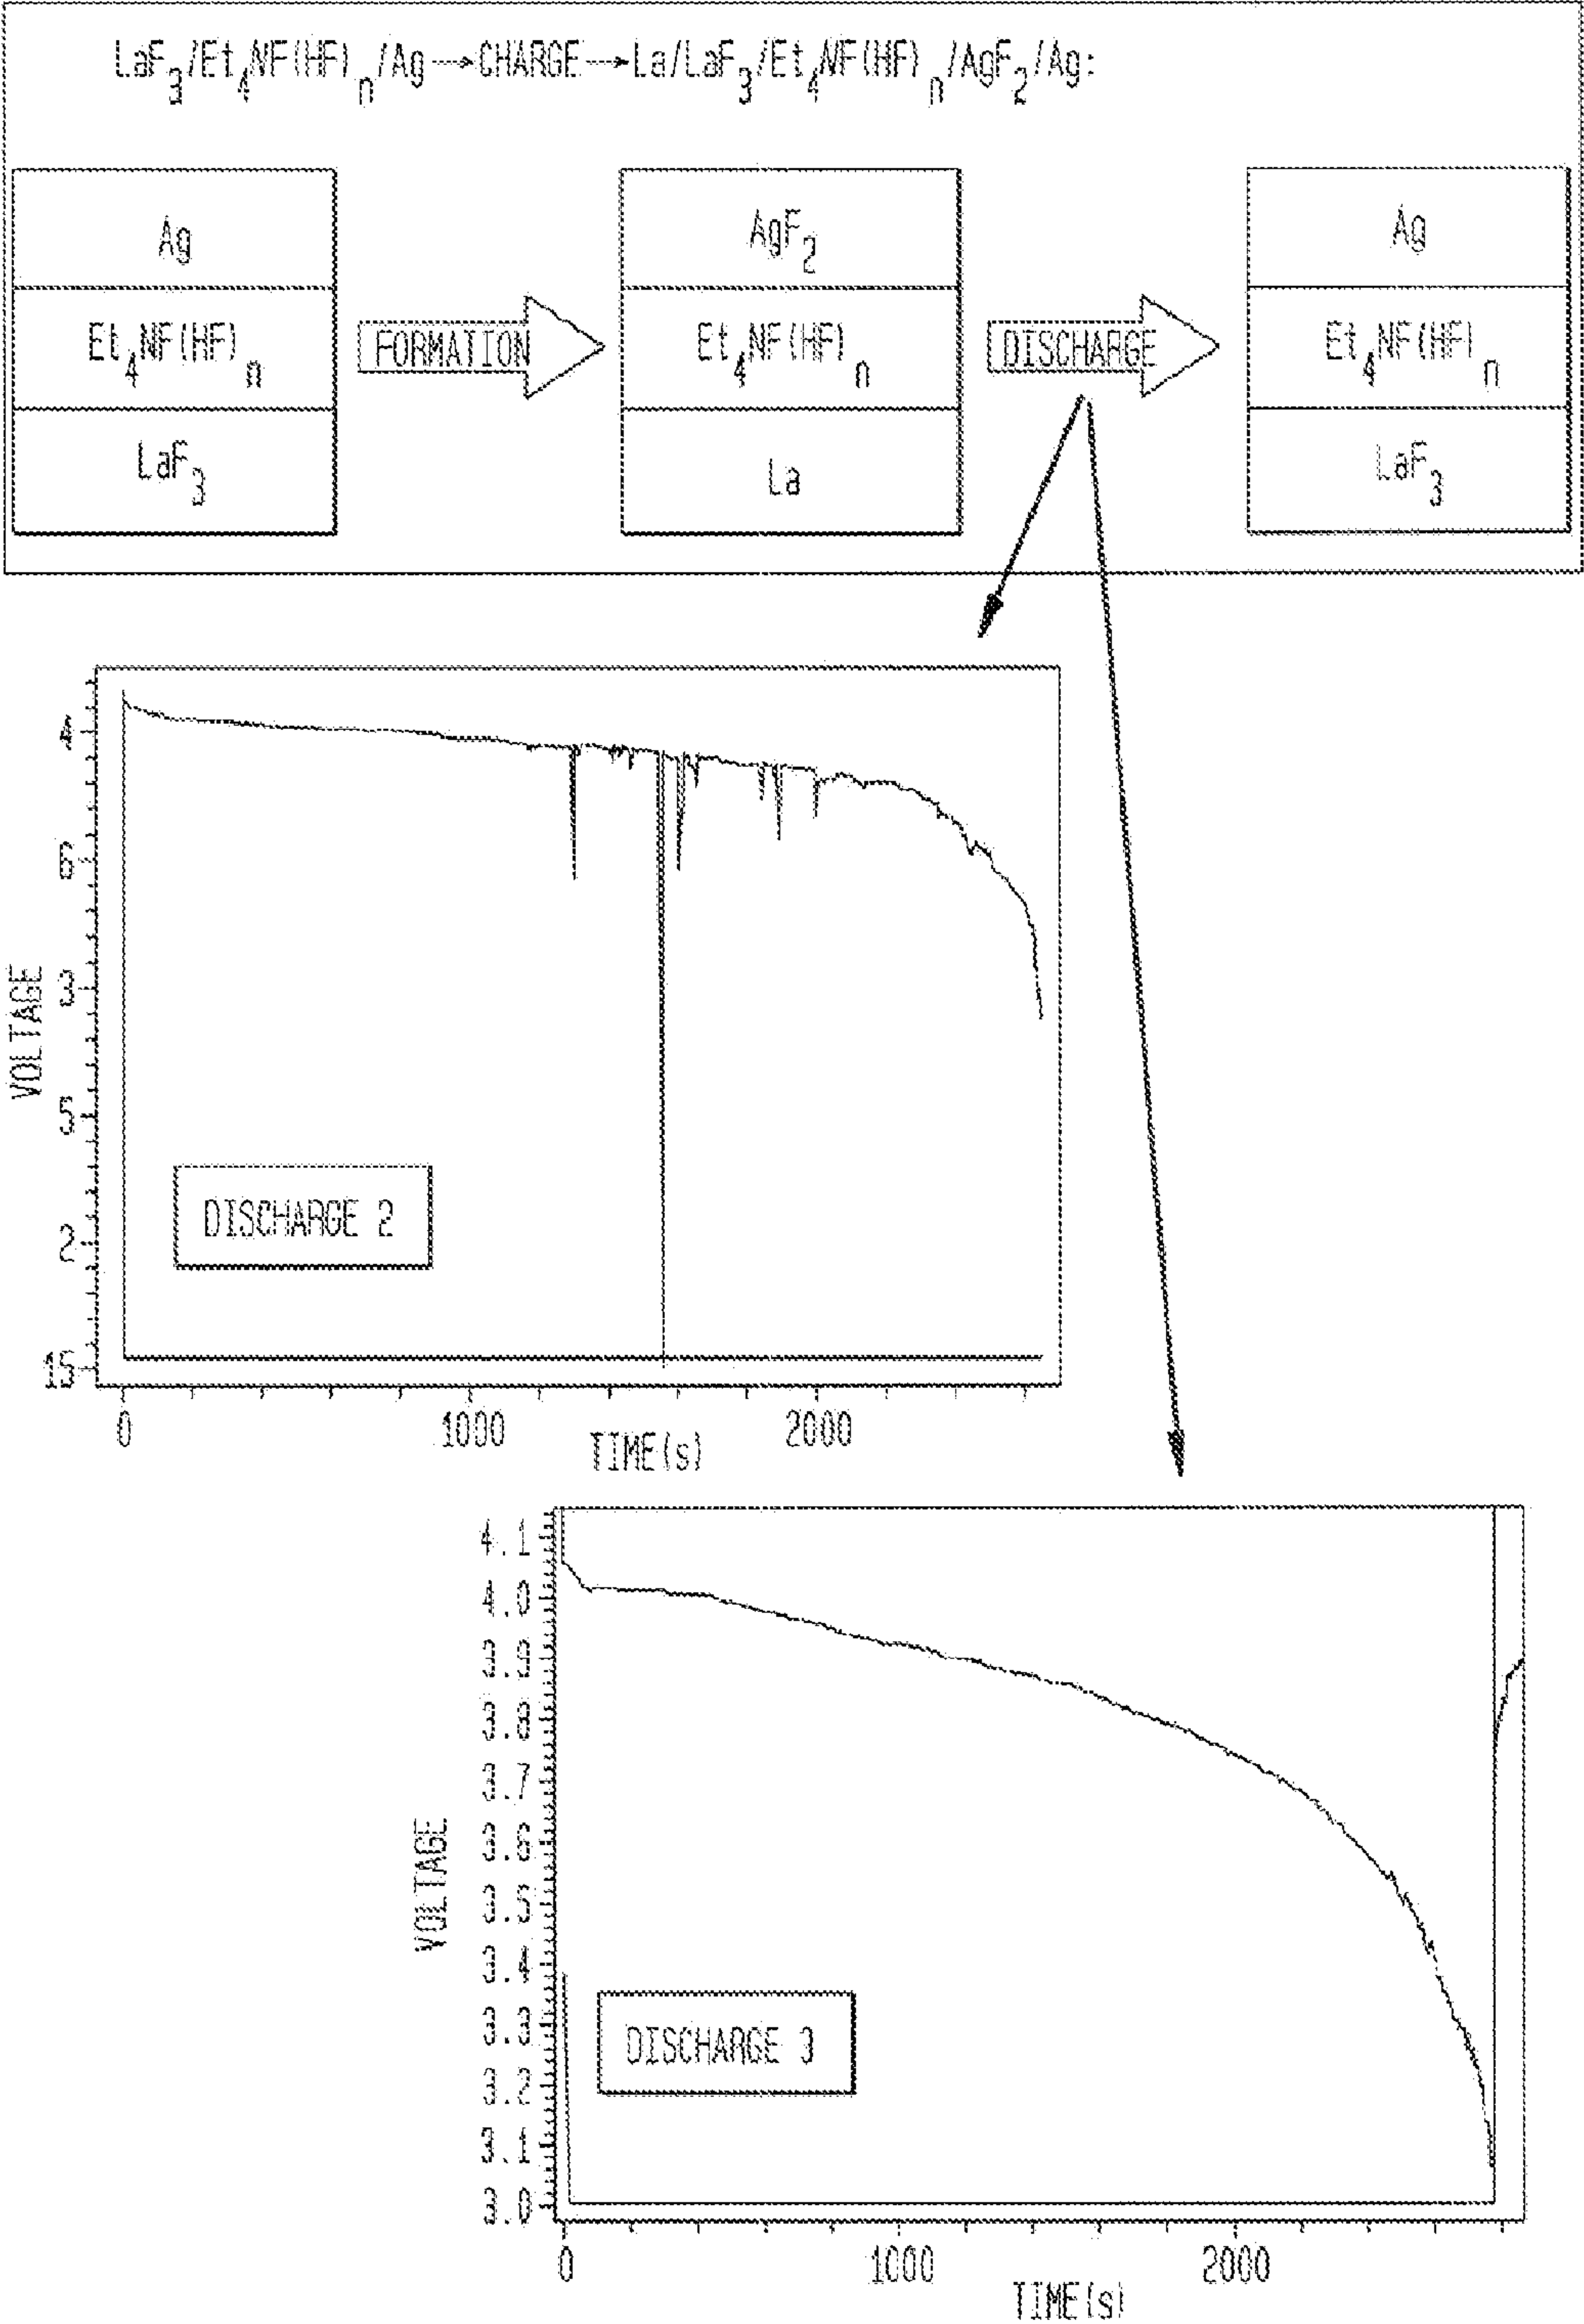 LaF3/Et4NF(HF)n/Ag→CHARGE→La/LaF3/Et4NF(HF)n/AgF2/Ag:
Ag
Et4NF(HF)n
LaF3
FORMATION
AgF2
Et4NF(HF)n
La
DISCHARGE
Ag
Et4NF(HF)n
LaF3
VOLTAGE
4
6
3
5
2
15
DISCHARGE 2
0
1000
2000
TIME(s)
VOLTAGE
4.1
4.0
3.9
3.8
3.7
3.6
3.5
3.4
3.3
3.2
3.1
3.0
DISCHARGE 3
0
1000
2000
TIME(s)